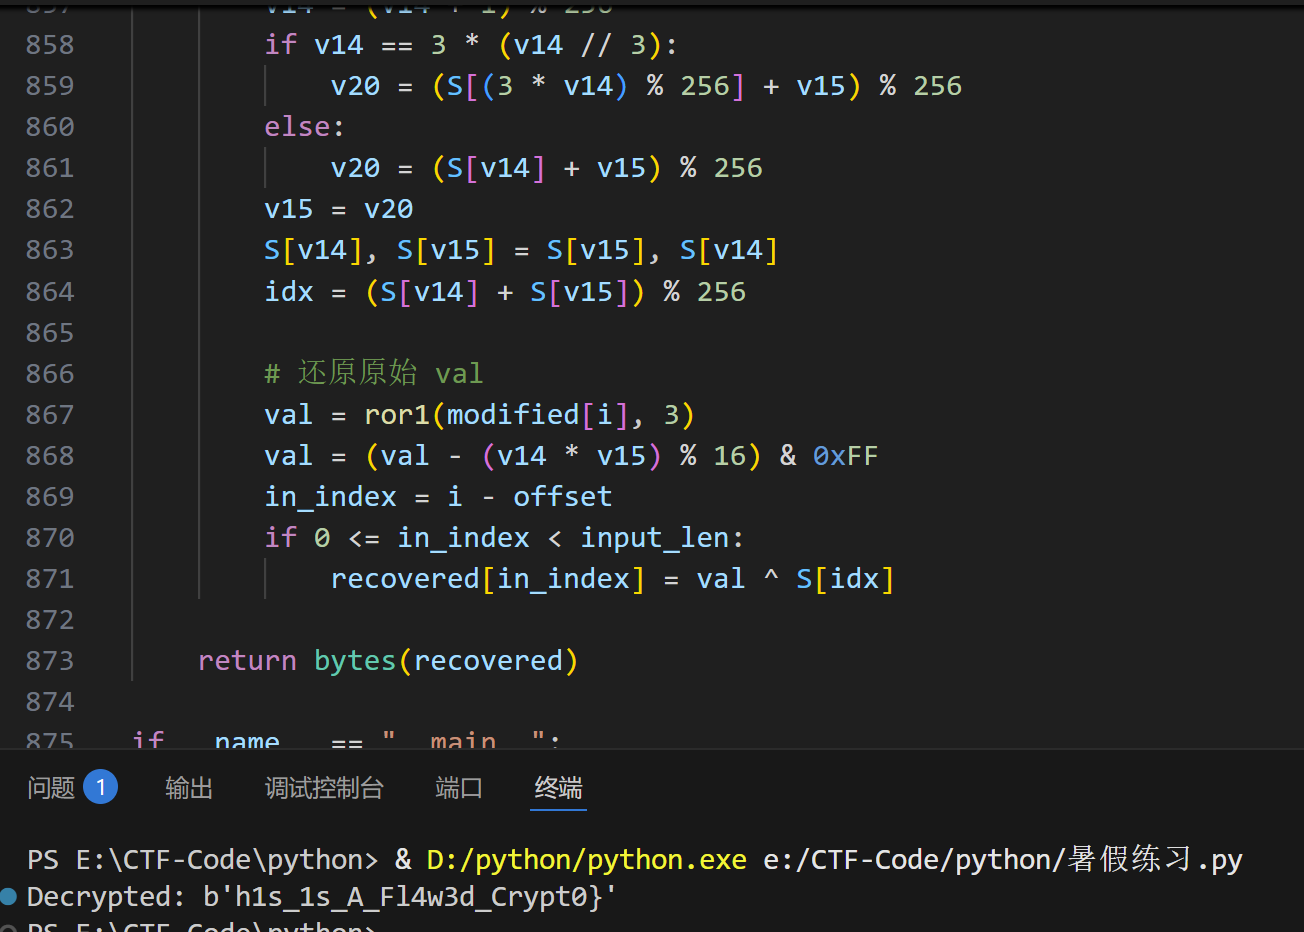 857 v14 = (v14 + 1) % 256
858 if v14 == 3 * (v14 // 3):
859 v20 = (S[(3 * v14) % 256] + v15) % 256
860 else:
861 v20 = (S[v14] + v15) % 256
862 v15 = v20
863 S[v14], S[v15] = S[v15], S[v14]
864 idx = (S[v14] + S[v15]) % 256
865
866 # 还原原始 val
867 val = ror1(modified[i], 3)
868 val = (val - (v14 * v15) % 16) & 0xFF
869 in_index = i - offset
870 if 0 <= in_index < input_len:
871 recovered[in_index] = val ^ S[idx]
872
873 return bytes(recovered)
874
875 if __name__ == "__main__":
问题 1 输出 调试控制台 端口 终端
PS E:\CTF-Code\python> & D:/python/python.exe e:/CTF-Code/python/暑假练习.py
Decrypted: b'h1s_1s_A_Fl4w3d_Crypt0}'
PS E:\CTF-Code\python>